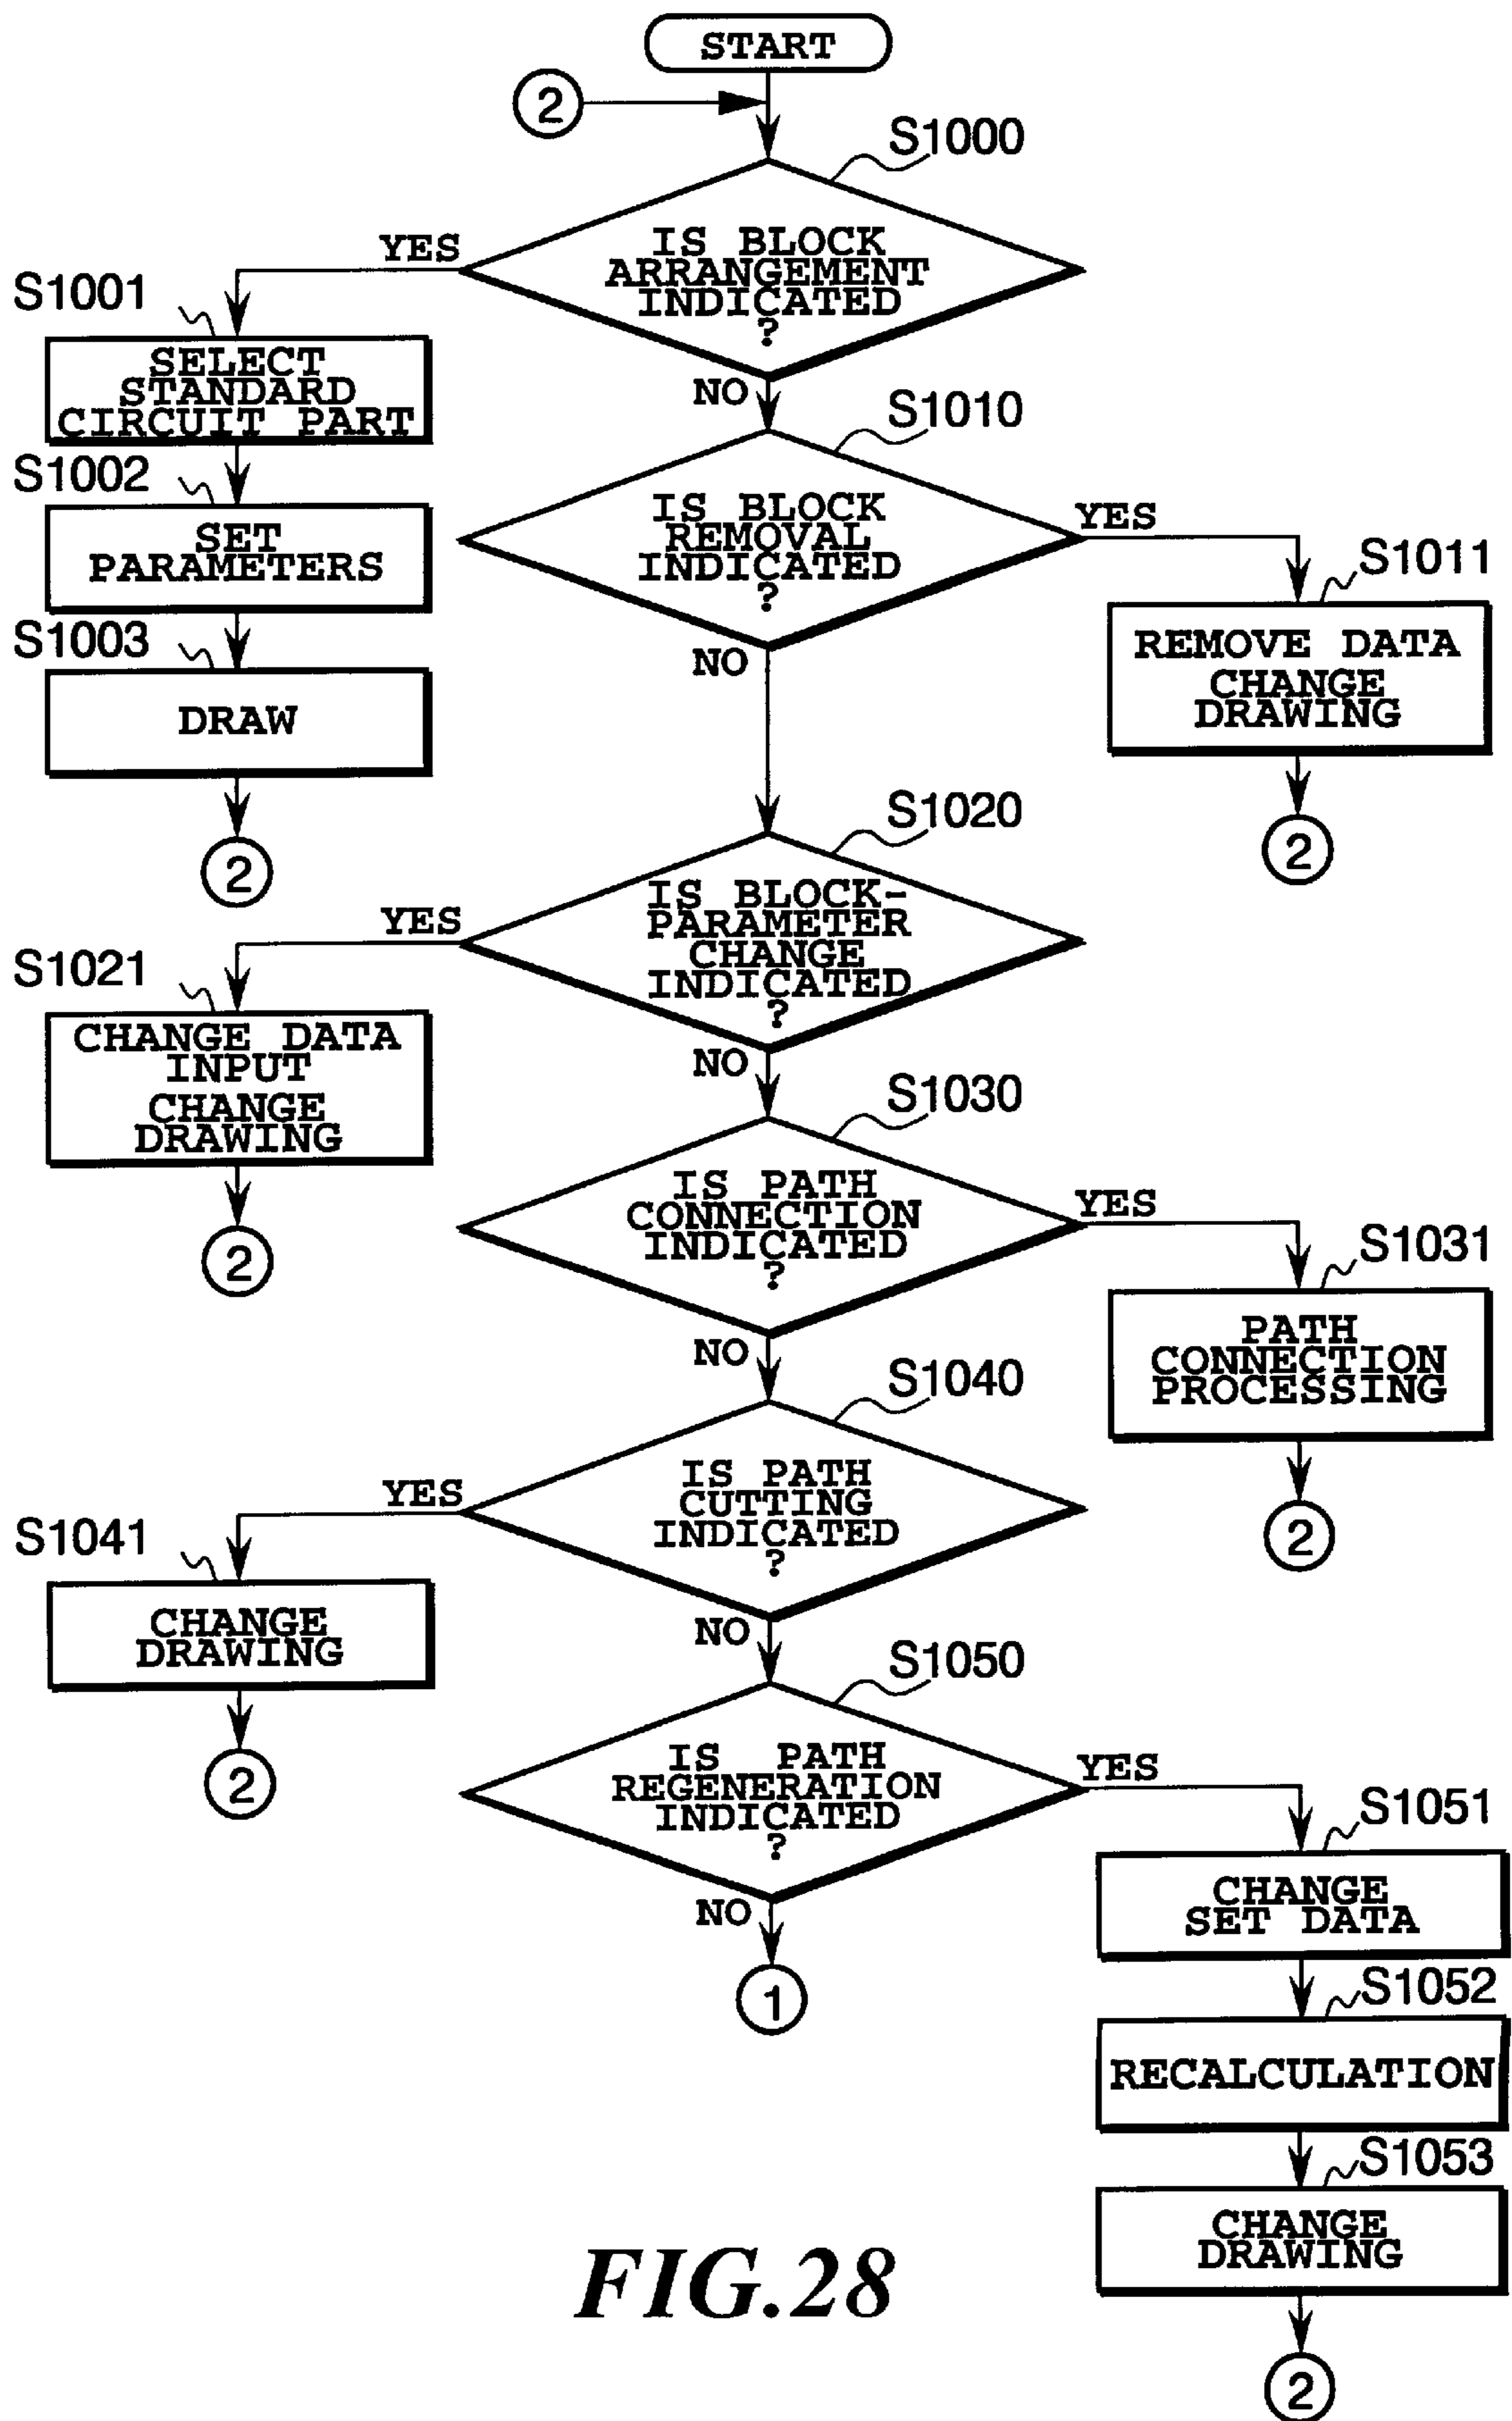 START
2
S1000
IS BLOCK
ARRANGEMENT
INDICATED
?
YES
NO
S1001
SELECT
STANDARD
CIRCUIT PART
S1002
SET
PARAMETERS
S1003
DRAW
2
S1010
IS BLOCK
REMOVAL
INDICATED
?
YES
NO
S1011
REMOVE DATA
CHANGE
DRAWING
2
S1020
IS BLOCK-
PARAMETER
CHANGE
INDICATED
?
YES
NO
S1021
CHANGE DATA
INPUT
CHANGE
DRAWING
2
S1030
IS PATH
CONNECTION
INDICATED
?
YES
NO
S1031
PATH
CONNECTION
PROCESSING
2
S1040
IS PATH
CUTTING
INDICATED
?
YES
NO
S1041
CHANGE
DRAWING
2
S1050
IS PATH
REGENERATION
INDICATED
?
YES
NO
1
S1051
CHANGE
SET DATA
S1052
RECALCULATION
S1053
CHANGE
DRAWING
2
FIG.28